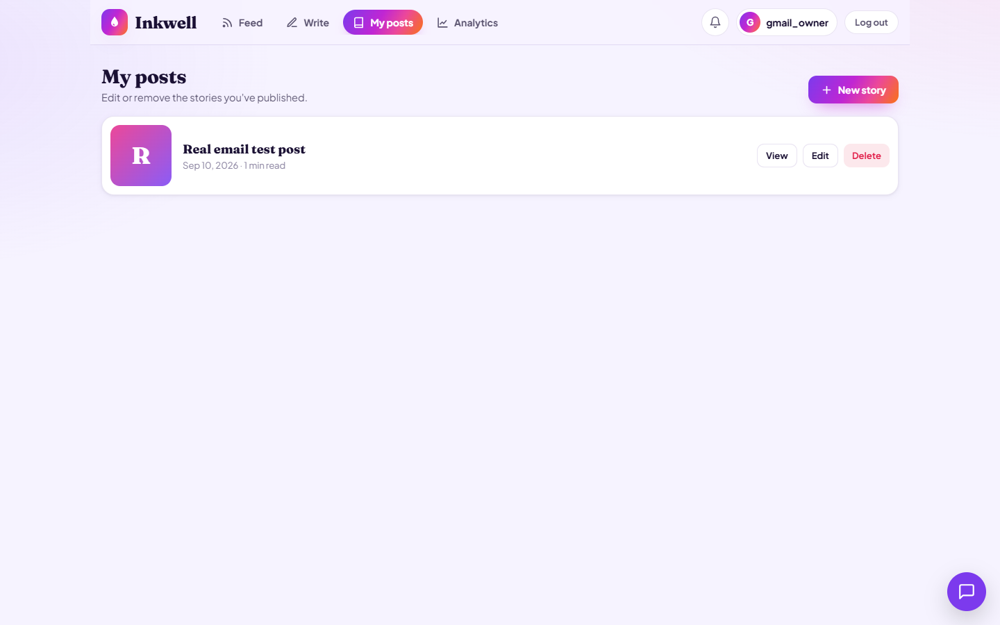 Inkwell
Feed
Write
My posts
Analytics
G
gmail_owner
Log out
My posts
Edit or remove the stories you've published.
New story
R
Real email test post
Sep 10, 2026 · 1 min read
View
Edit
Delete